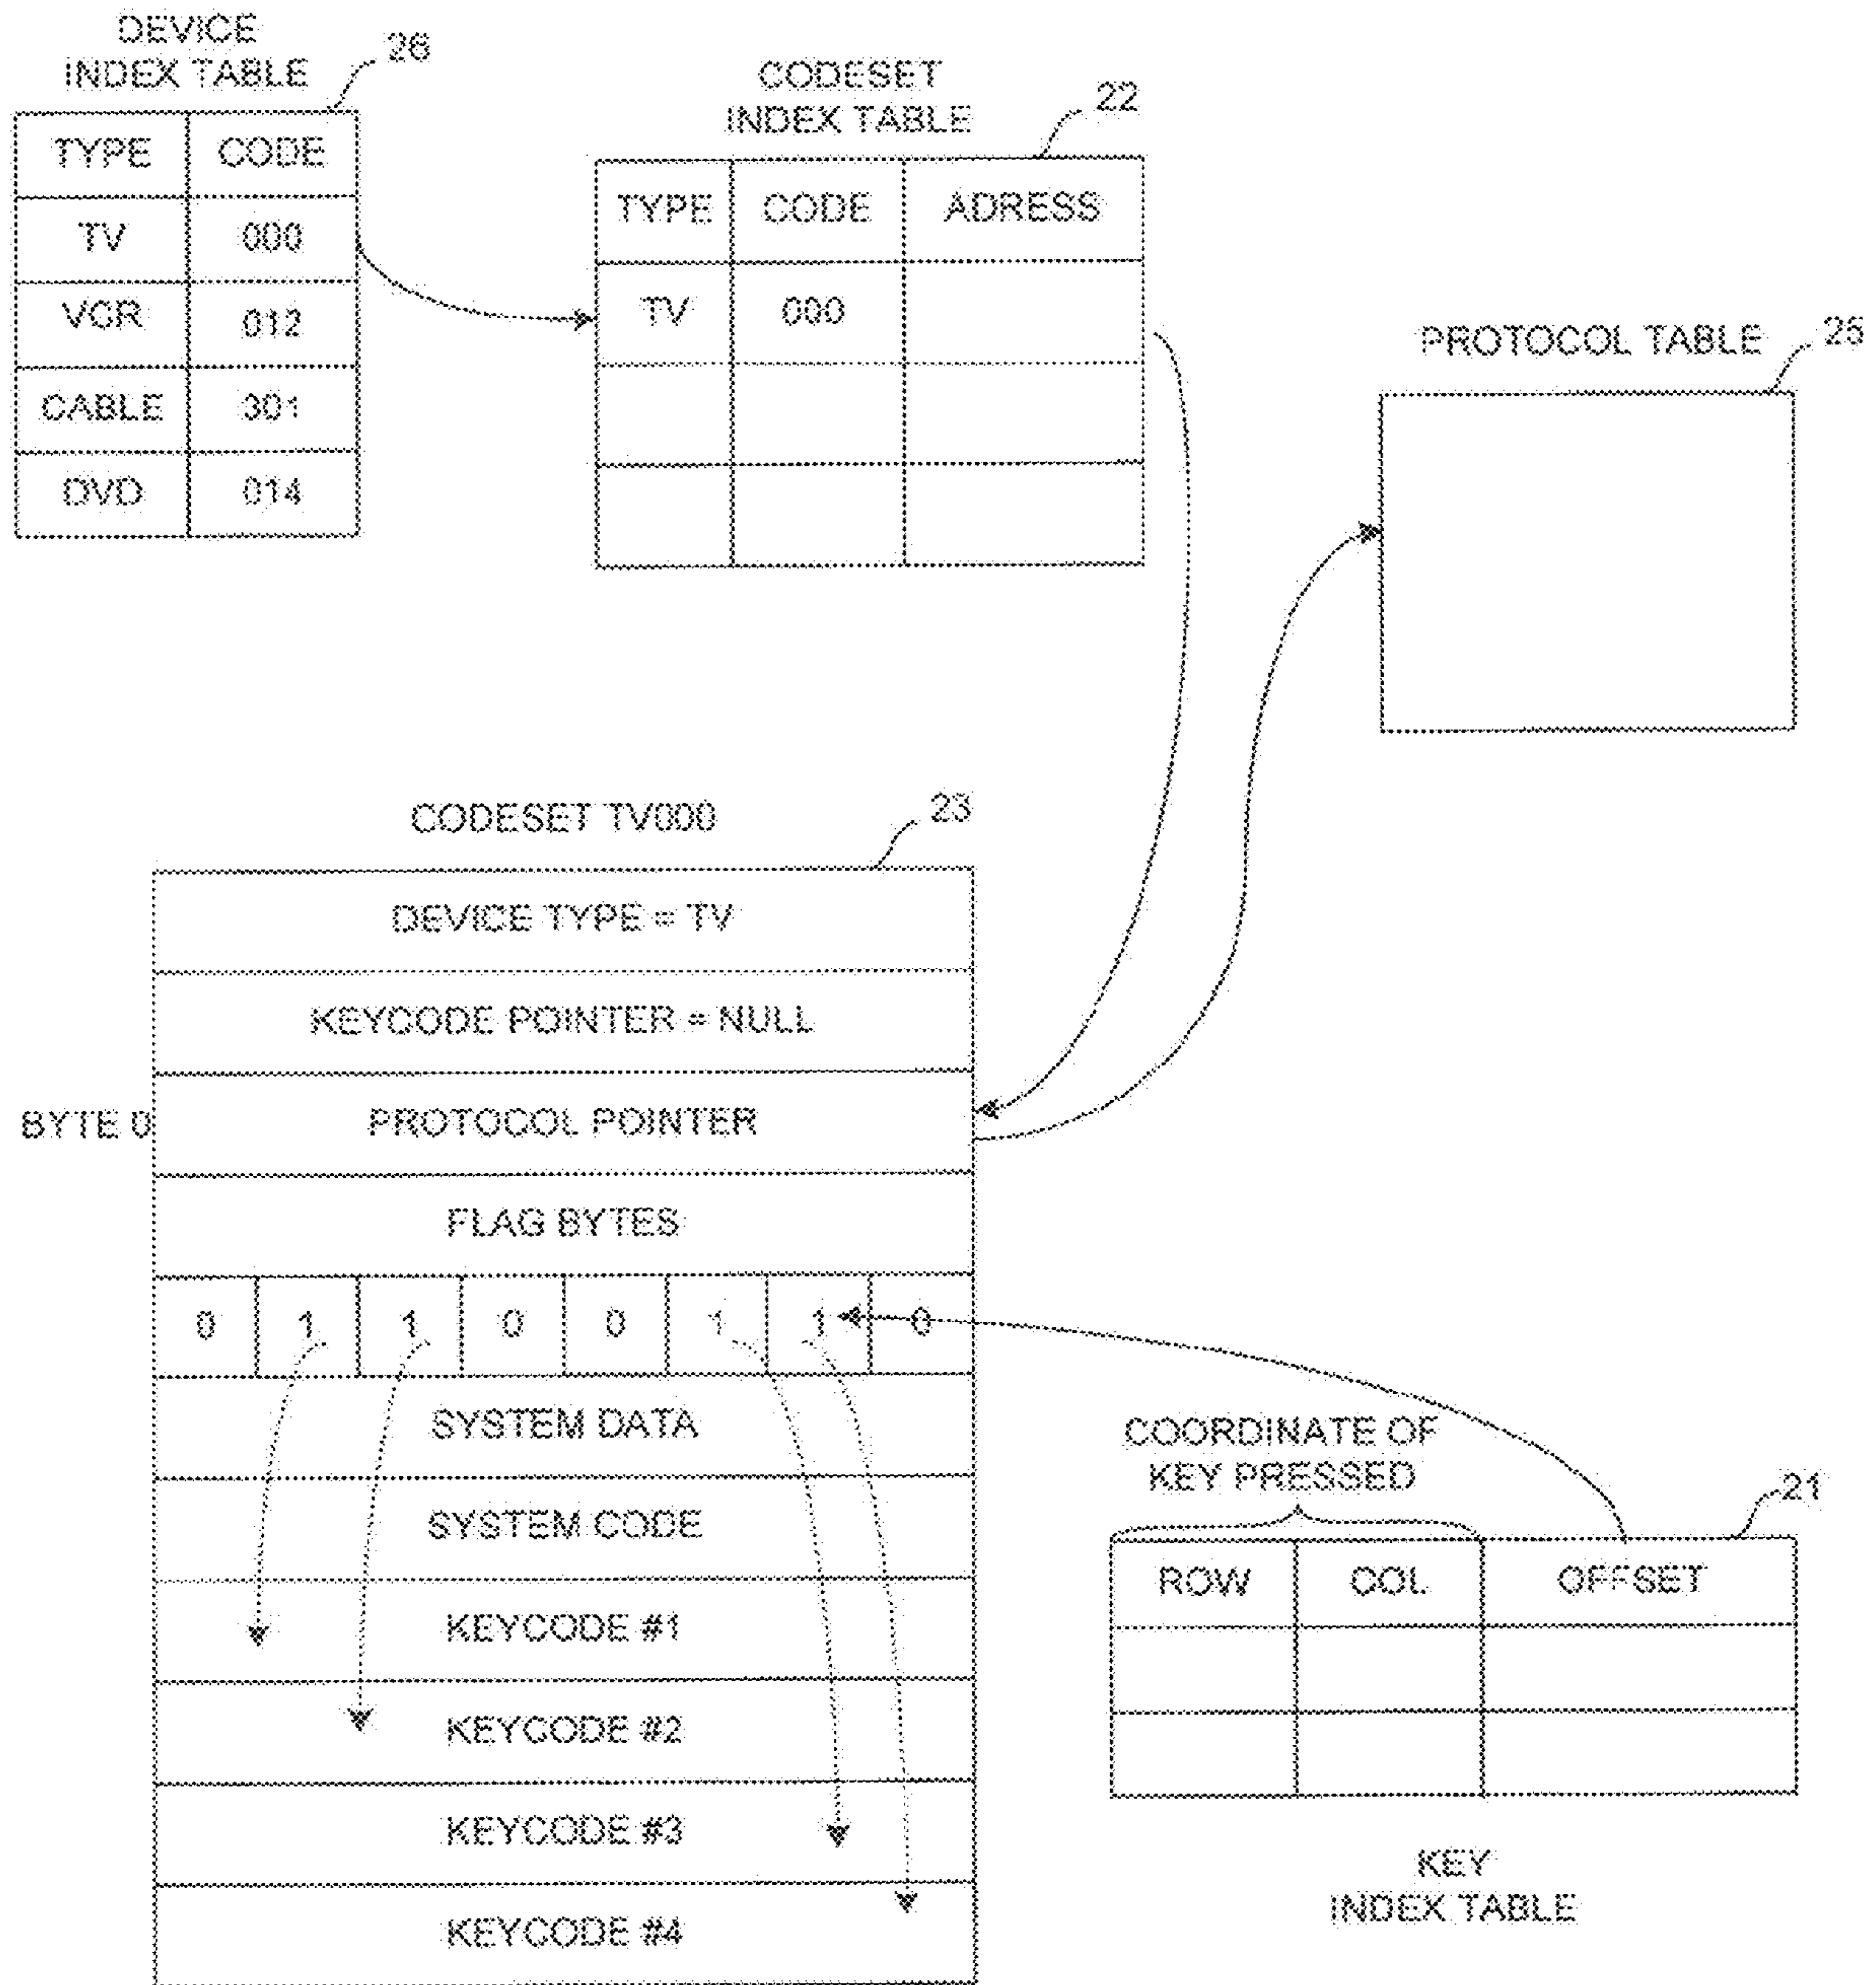 DEVICE
INDEX TABLE
26
TYPE CODE
TV 000
VCR 012
CABLE 301
DVD 014
CODESET
INDEX TABLE
22
TYPE CODE ADRESS
TV 000
PROTOCOL TABLE
25
CODESET TV000
23
DEVICE TYPE = TV
KEYCODE POINTER = NULL
BYTE 0 PROTOCOL POINTER
FLAG BYTES
0 1 1 0 0 1 1 0
SYSTEM DATA
SYSTEM CODE
KEYCODE #1
KEYCODE #2
KEYCODE #3
KEYCODE #4
COORDINATE OF
KEY PRESSED
21
ROW COL OFFSET
KEY
INDEX TABLE